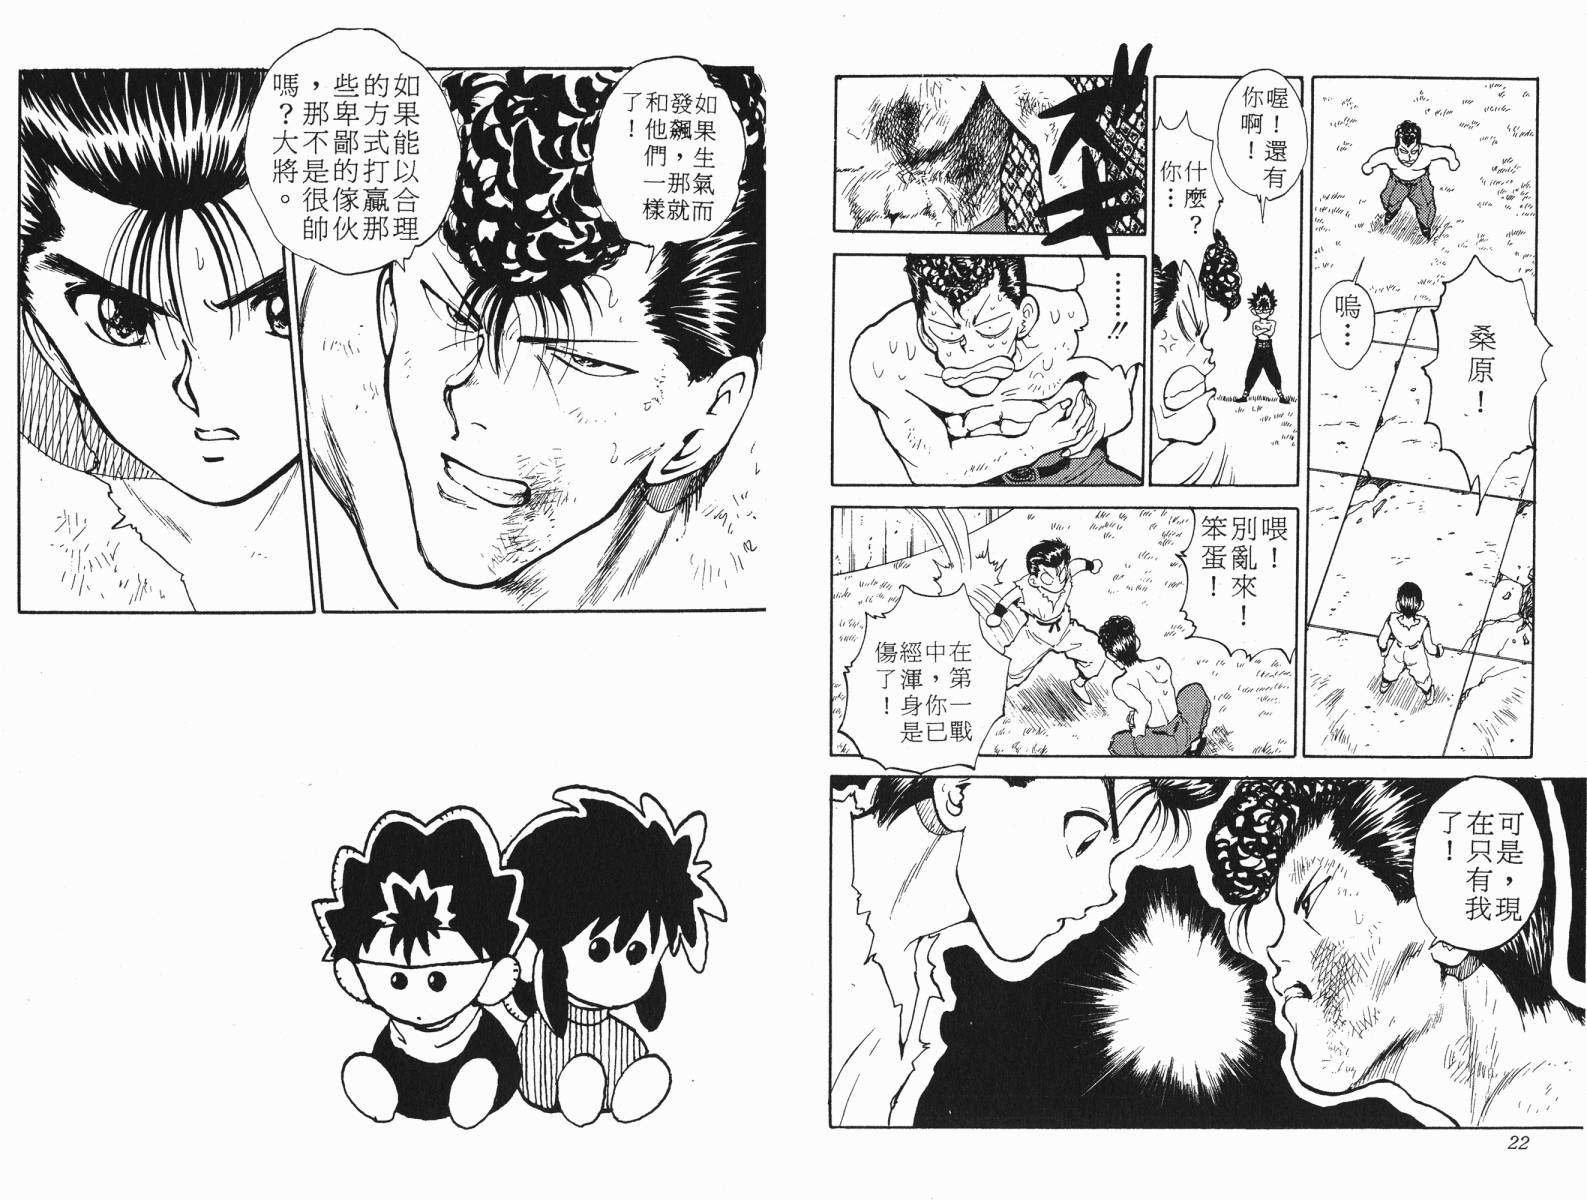 桑原！
嗚…
喔！還有
你啊！
什麼？
你…
ズキ
……!!
喂！
別亂來！
笨蛋！
在第一戰
中，你已
經渾身是
傷了！
可是，現
在只有我
了！
22
如果生氣而
發飆，那就
和他們一樣
了！
如果能以合理
的方式打贏那
些卑鄙的傢伙
，那不是很帥
嗎？大將。